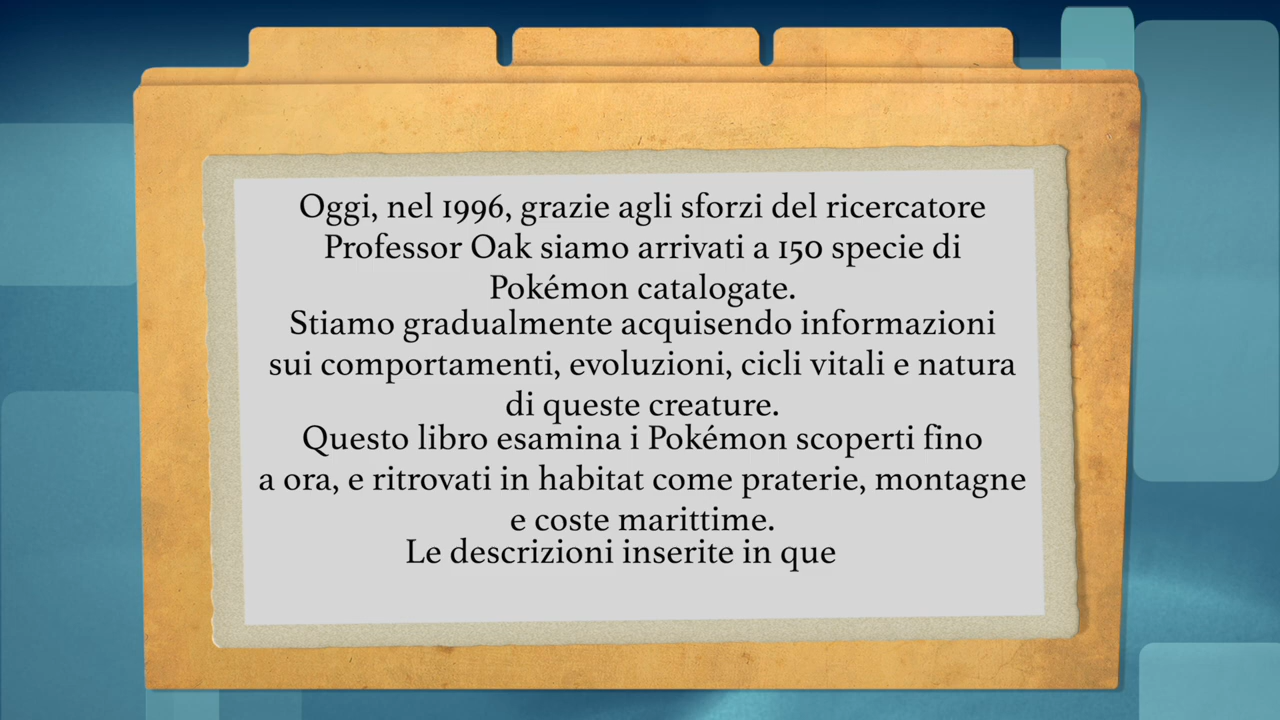 Oggi, nel 1996, grazie agli sforzi del ricercatore
Professor Oak siamo arrivati a 150 specie di
Pokémon catalogate.
Stiamo gradualmente acquisendo informazioni
sui comportamenti, evoluzioni, cicli vitali e natura
di queste creature.
Questo libro esamina i Pokémon scoperti fino
a ora, e ritrovati in habitat come praterie, montagne
e coste marittime.
Le descrizioni inserite in que